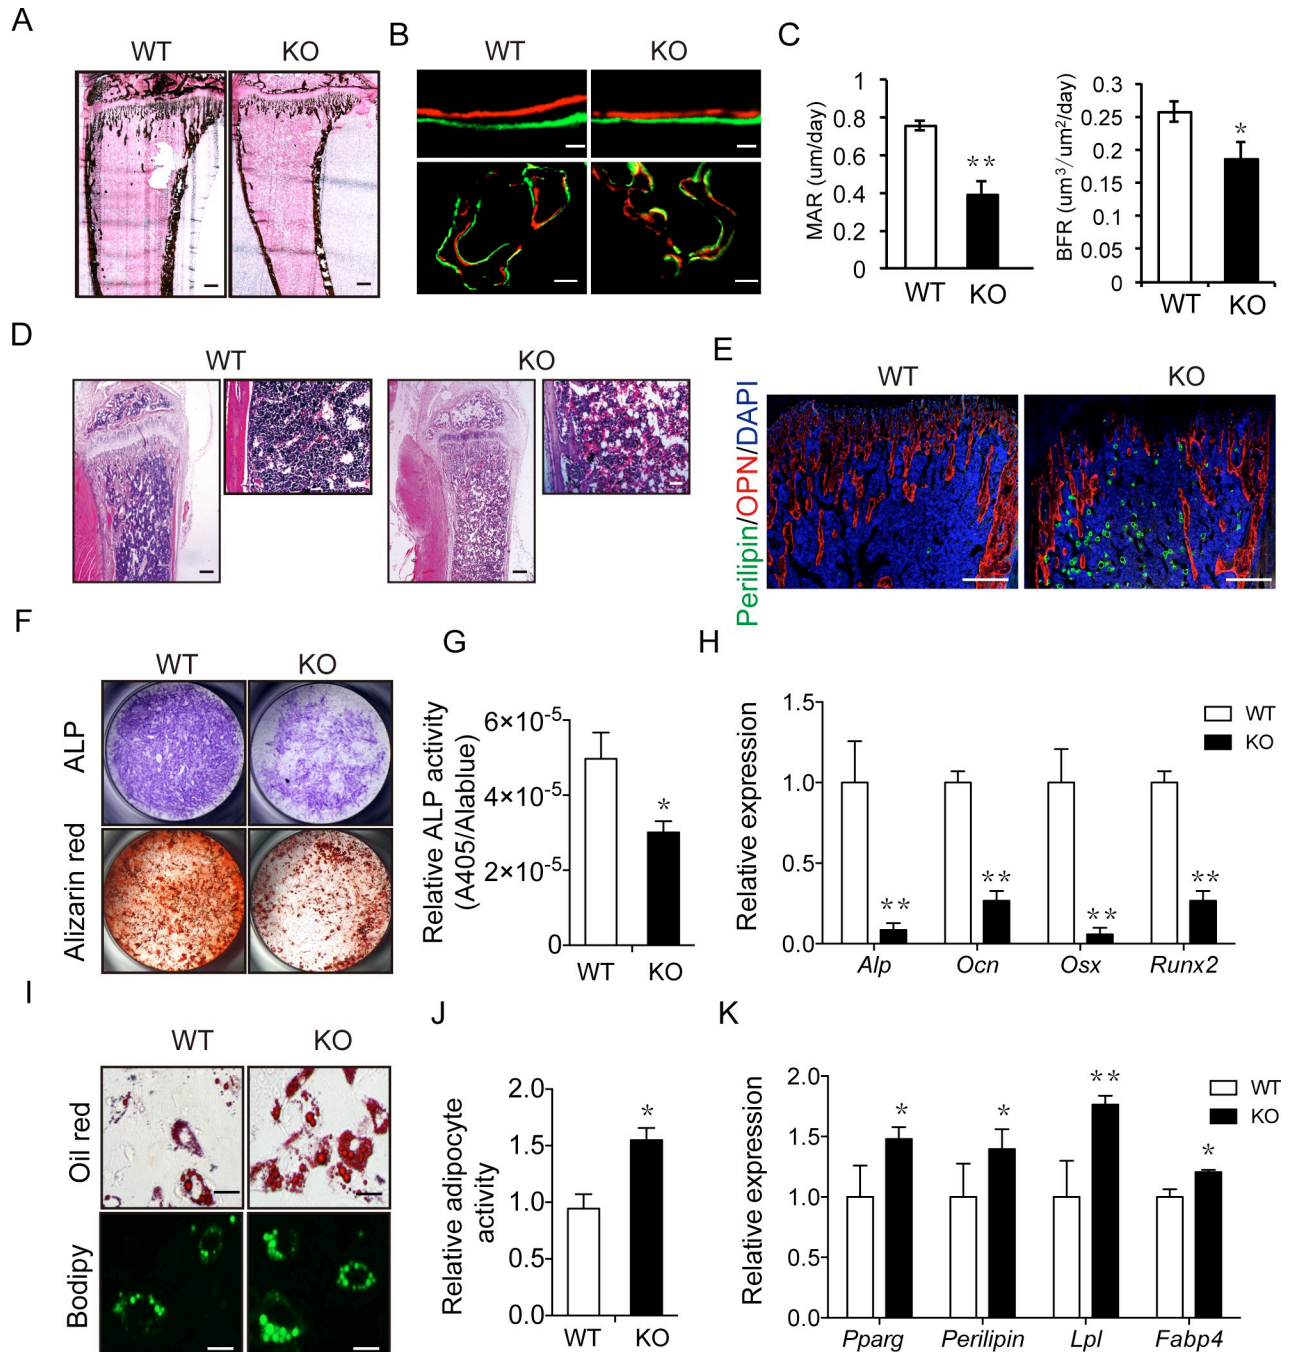 A
WT KO
B
WT KO
C
MAR (um/day)
1
0.8
0.6
0.4
0.2
0
**
WT KO
BFR (um³/um²/day)
0.3
0.25
0.2
0.15
0.1
0.05
0
*
WT KO
D
WT KO
E
WT KO
Perilipin/OPN/DAPI
F
WT KO
ALP
Alizarin red
G
Relative ALP activity
(A405/Alablue)
6×10⁻⁵
4×10⁻⁵
2×10⁻⁵
0
*
WT KO
H
Relative expression
1.5
1.0
0.5
0.0
WT
KO
** ** ** **
Alp Ocn Osx Runx2
I
WT KO
Oil red
Bodipy
J
Relative adipocyte
activity
2.0
1.5
1.0
0.5
0.0
*
WT KO
K
Relative expression
2.0
1.5
1.0
0.5
0.0
WT
KO
* * ** *
Pparg Perilipin Lpl Fabp4